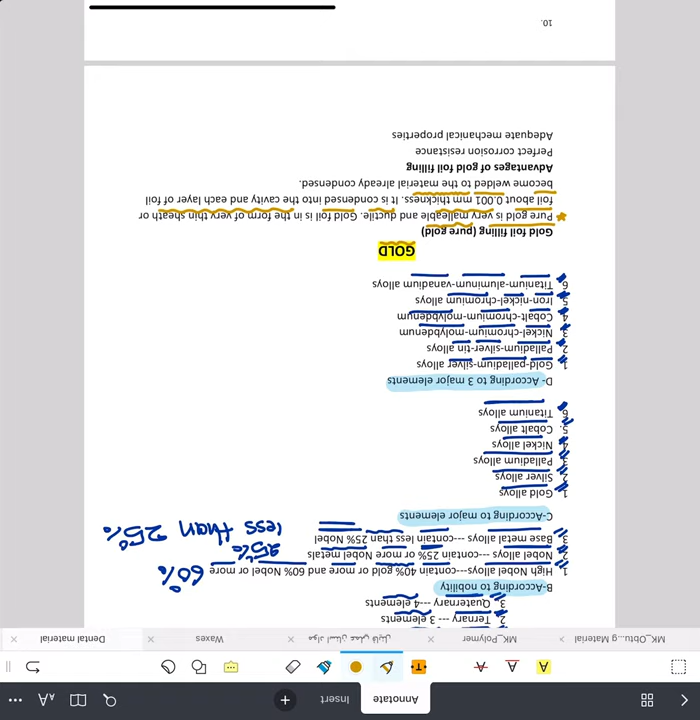 Annotate Insert + Aᴬ
T A A A
MK_Obtu...g Material × MK_Polymer × مواد اسنان عملي فاينل × Waxes × Dental material ×
2. Ternary --- 3 elements
3. Quaternary ---4 elements
B-According to nobility
1. High Nobel alloys---contain 40% gold or more and 60% Nobel or more 60%
2. Nobel alloys ---contain 25% or more Nobel metals 25%
3. Base metal alloys ---contain less than 25% Nobel less than 25%
C-According to major elements
1. Gold alloys
2. Silver alloys
3. Palladium alloys
4. Nickel alloys
5. Cobalt alloys
6. Titanium alloys
D- According to 3 major elements
1. Gold-palladium-silver alloys
2. Palladium-silver-tin alloys
3. Nickel-chromium-molybdenum
4. Cobalt-chromium-molybdenum
5. Iron-nickel-chromium alloys
6. Titanium-aluminum-vanadium alloys
GOLD
Gold foil filling (pure gold)
Pure gold is very malleable and ductile. Gold foil is in the form of very thin sheath or
foil about 0.001 mm thickness. It is condensed into the cavity and each layer of foil
become welded to the material already condensed.
Advantages of gold foil filling
Perfect corrosion resistance
Adequate mechanical properties
10.